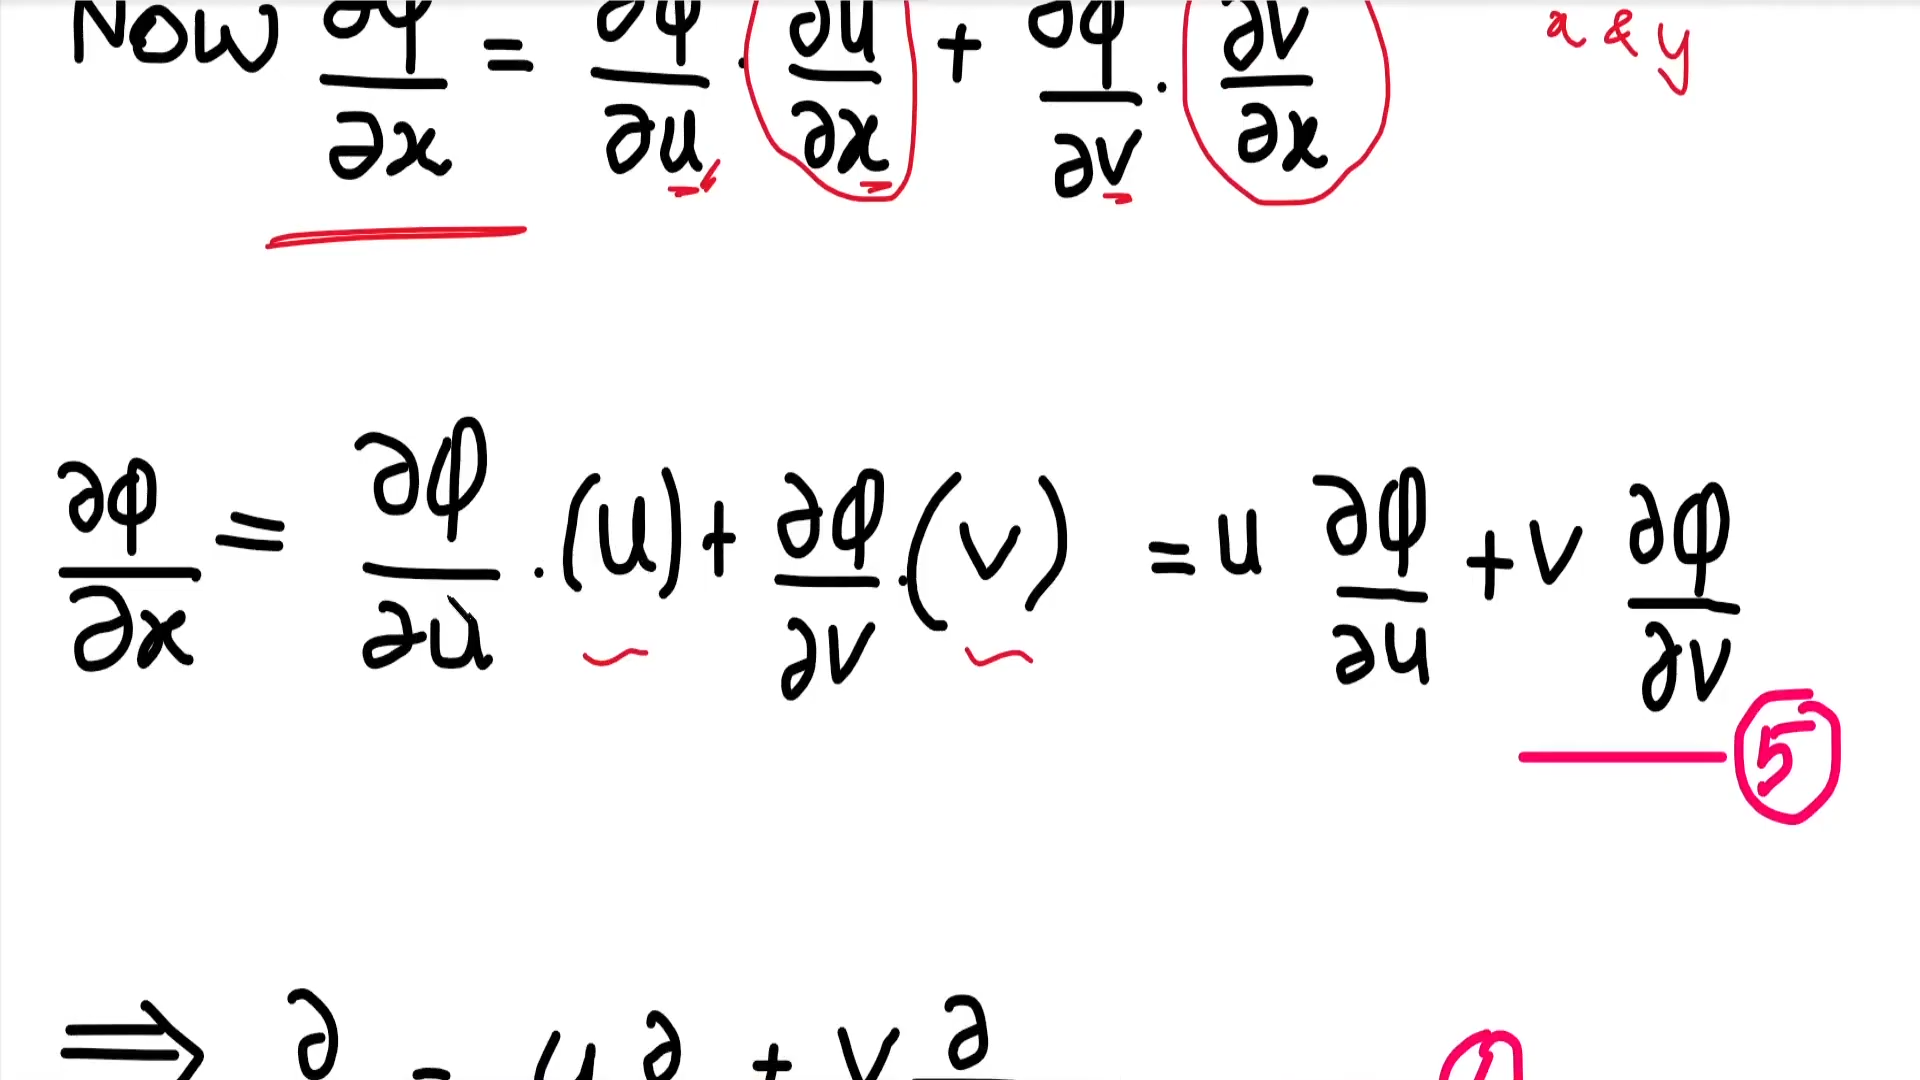 Now ∂φ/∂x = ∂φ/∂u · ∂u/∂x + ∂φ/∂v · ∂v/∂x
x & y
∂φ/∂x = ∂φ/∂u · (u) + ∂φ/∂v · (v) = u ∂φ/∂u + v ∂φ/∂v
5
⇒ ∂ = u ∂ + v ∂